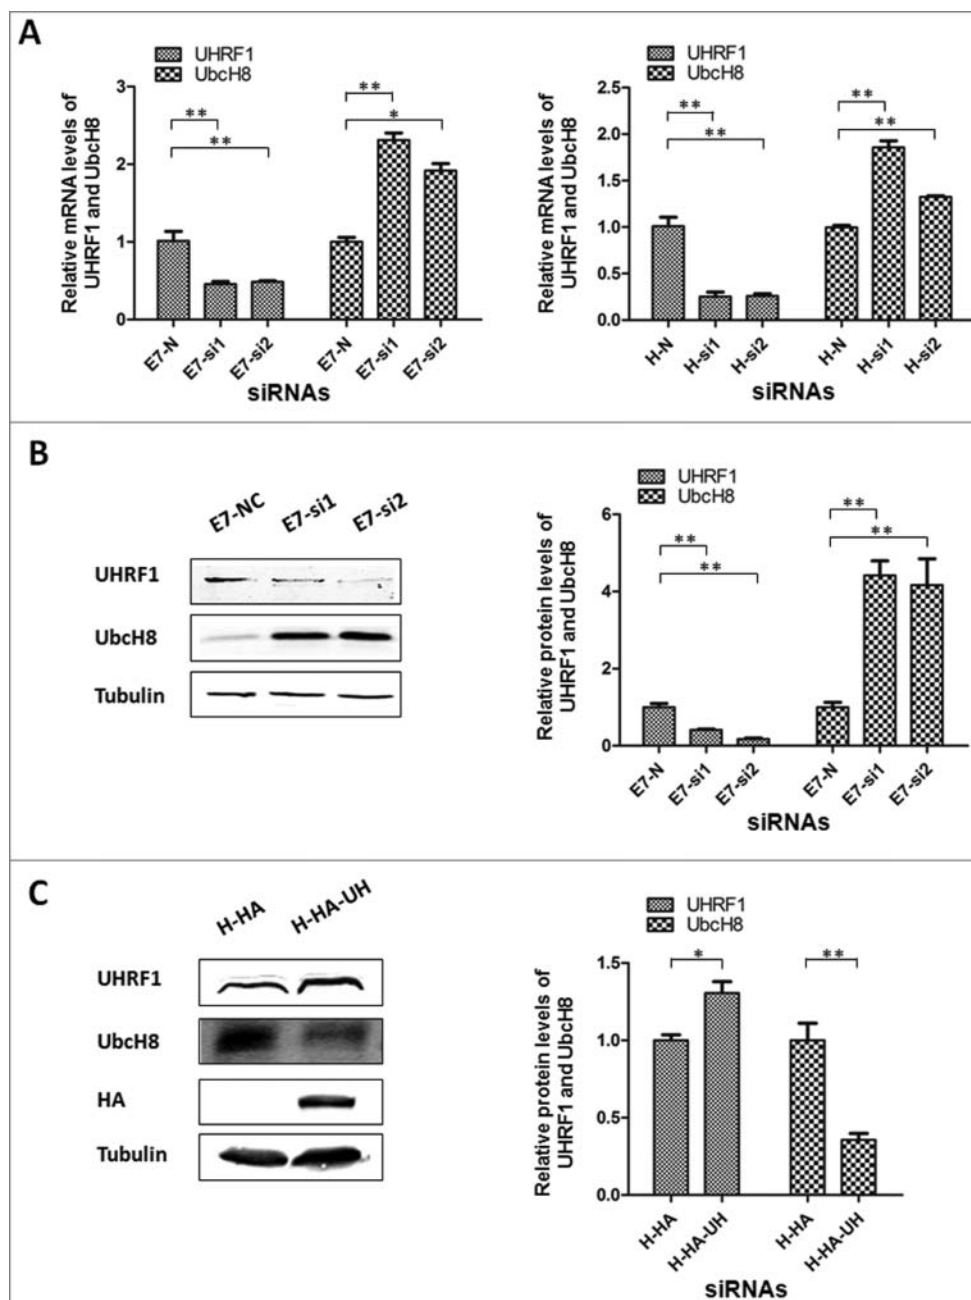 A
UHRF1
UbcH8
Relative mRNA levels of
UHRF1 and UbcH8
3
2
1
0
**
**
**
*
E7-N
E7-si1
E7-si2
E7-N
E7-si1
E7-si2
siRNAs
UHRF1
UbcH8
Relative mRNA levels of
UHRF1 and UbcH8
2.5
2.0
1.5
1.0
0.5
0.0
**
**
**
**
H-N
H-si1
H-si2
H-N
H-si1
H-si2
siRNAs
B
E7-NC
E7-si1
E7-si2
UHRF1
UbcH8
Tubulin
UHRF1
UbcH8
Relative protein levels of
UHRF1 and UbcH8
6
4
2
0
**
**
**
**
E7-N
E7-si1
E7-si2
E7-N
E7-si1
E7-si2
siRNAs
C
H-HA
H-HA-UH
UHRF1
UbcH8
HA
Tubulin
UHRF1
UbcH8
Relative protein levels of
UHRF1 and UbcH8
1.5
1.0
0.5
0.0
*
**
H-HA
H-HA-UH
H-HA
H-HA-UH
siRNAs